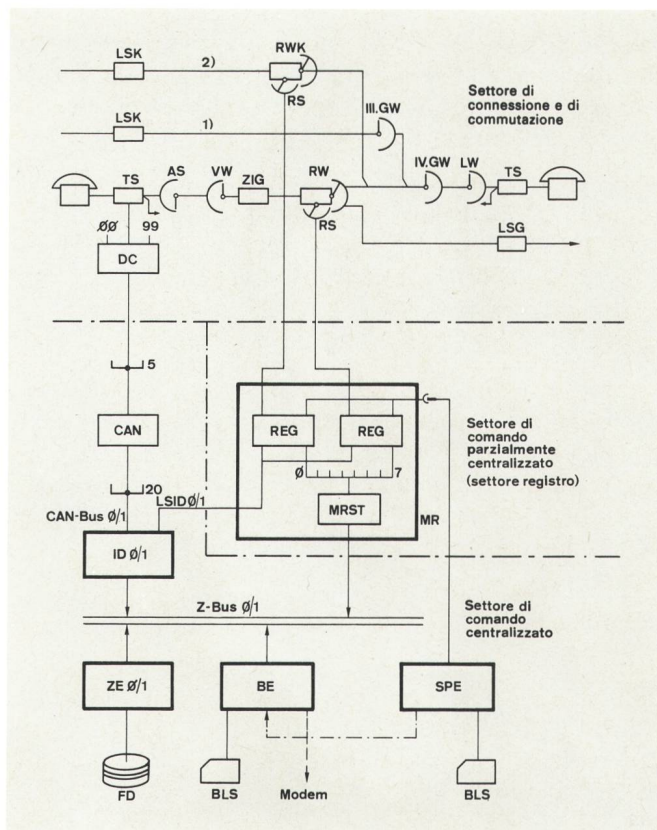 LSK
2)
RWK
RS
Settore di
connessione e di
commutazione
LSK
1)
III.GW
TS
AS
VW
ZIG
RW
RS
IV.GW
LW
TS
LSG
ØØ
99
DC
5
CAN
20
CAN-Bus Ø/1
LSIDØ/1
ID Ø/1
REG
REG
Ø
7
MRST
MR
Settore di
comando
parzialmente
centralizzato
(settore registro)
Z-Bus Ø/1
Settore di
comando
centralizzato
ZE Ø/1
BE
SPE
FD
BLS
Modem
BLS